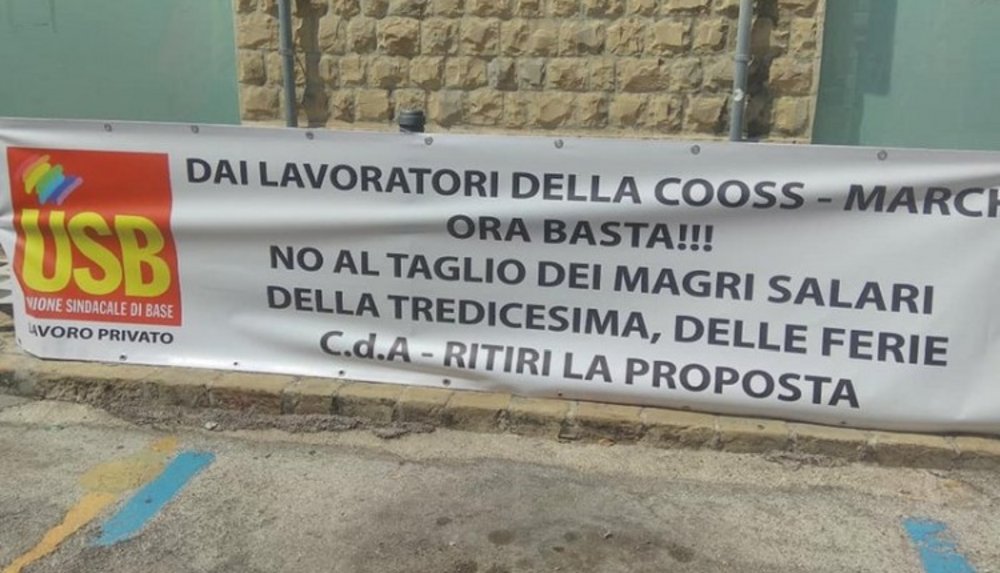 USB
UNIONE SINDACALE DI BASE
LAVORO PRIVATO
DAI LAVORATORI DELLA COOSS - MARCH
ORA BASTA!!!
NO AL TAGLIO DEI MAGRI SALARI
DELLA TREDICESIMA, DELLE FERIE
C.d.A - RITIRI LA PROPOSTA